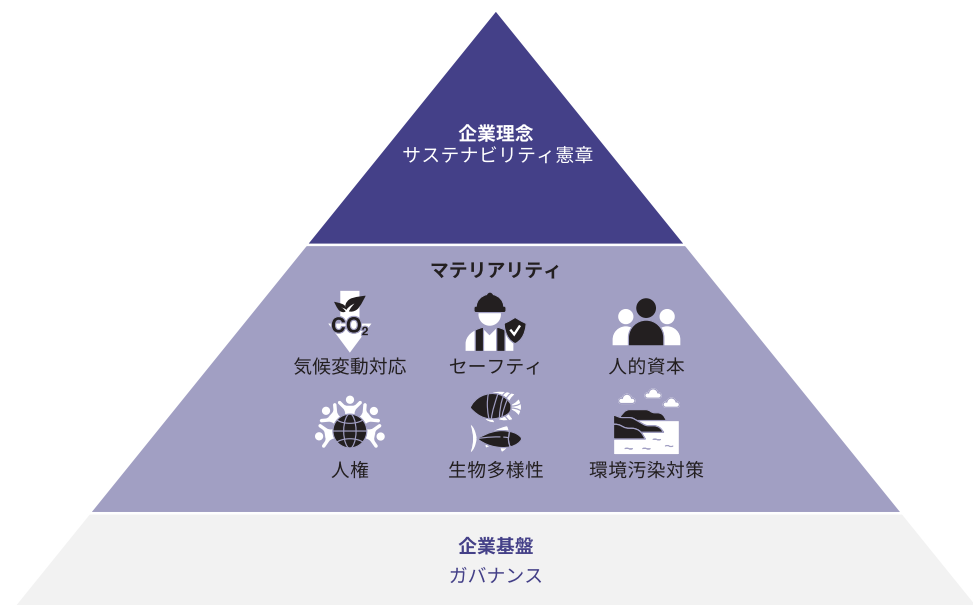 企業理念
サステナビリティ憲章
マテリアリティ
CO₂
気候変動対応
セーフティ
人的資本
人権
生物多様性
環境汚染対策
企業基盤
ガバナンス